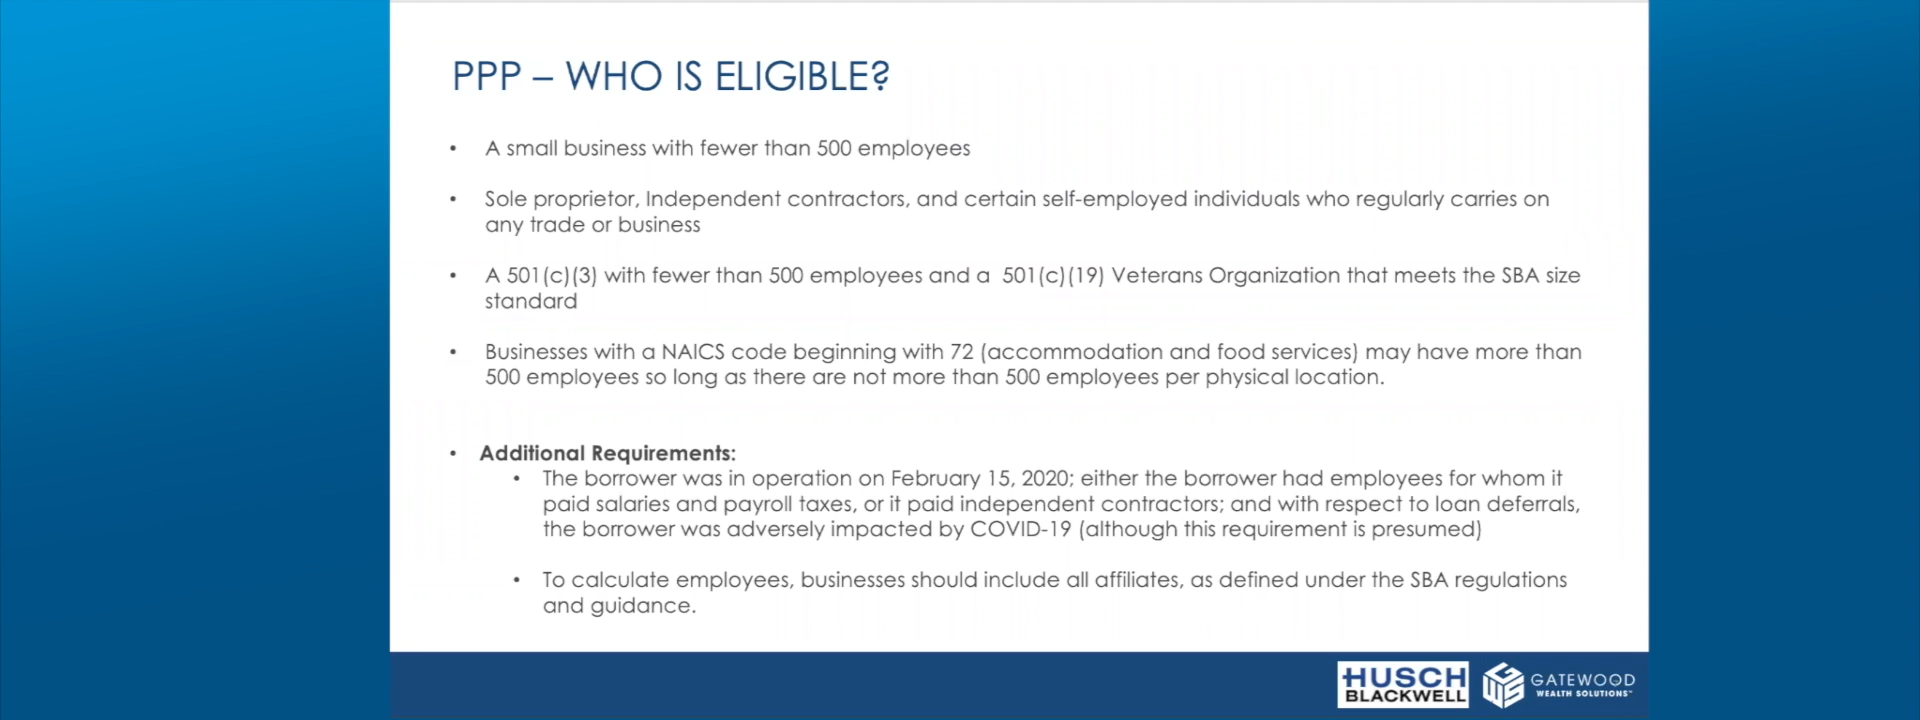 PPP – WHO IS ELIGIBLE?
• A small business with fewer than 500 employees
• Sole proprietor, Independent contractors, and certain self-employed individuals who regularly carries on
any trade or business
• A 501(c)(3) with fewer than 500 employees and a 501(c)(19) Veterans Organization that meets the SBA size
standard
• Businesses with a NAICS code beginning with 72 (accommodation and food services) may have more than
500 employees so long as there are not more than 500 employees per physical location.
• Additional Requirements:
• The borrower was in operation on February 15, 2020; either the borrower had employees for whom it
paid salaries and payroll taxes, or it paid independent contractors; and with respect to loan deferrals,
the borrower was adversely impacted by COVID-19 (although this requirement is presumed)
• To calculate employees, businesses should include all affiliates, as defined under the SBA regulations
and guidance.
HUSCH
BLACKWELL
GWS
GATEWOOD
WEALTH SOLUTIONS™